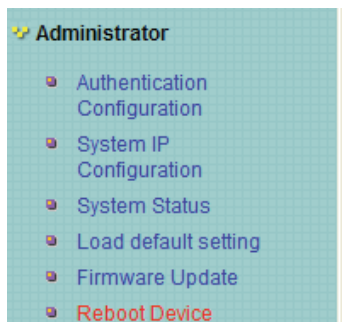 Administrator
Authentication
Configuration
System IP
Configuration
System Status
Load default setting
Firmware Update
Reboot Device